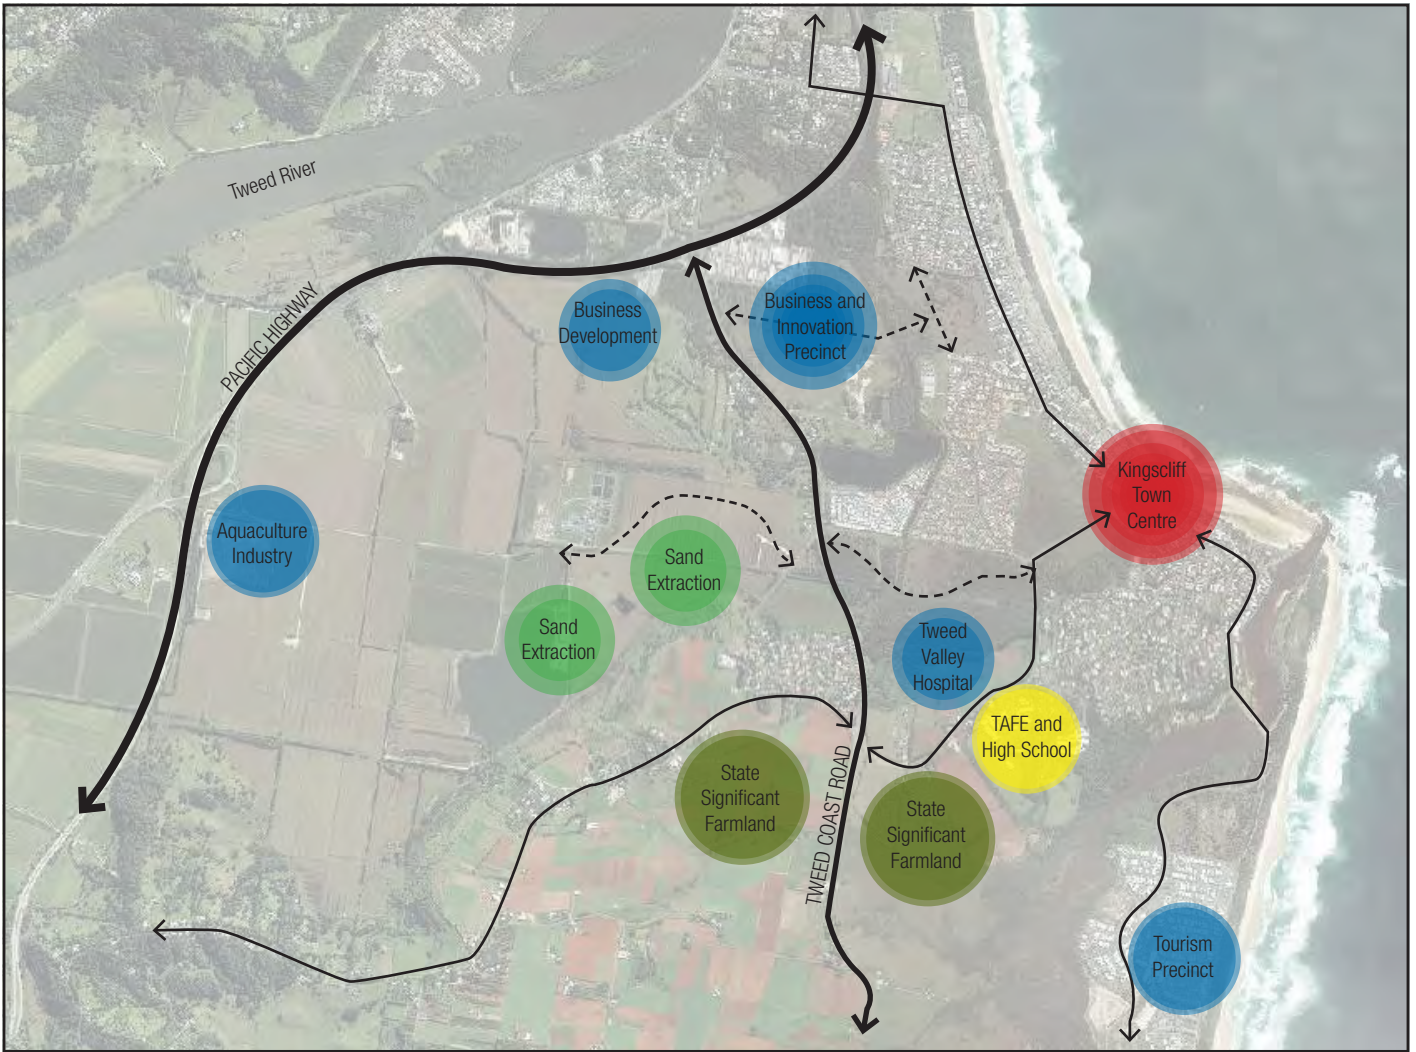 Tweed River
PACIFIC HIGHWAY
Business
Development
Business and
Innovation
Precinct
Kingscliff
Town
Centre
Aquaculture
Industry
Sand
Extraction
Sand
Extraction
Tweed
Valley
Hospital
TAFE and
High School
State
Significant
Farmland
TWEED COAST ROAD
State
Significant
Farmland
Tourism
Precinct